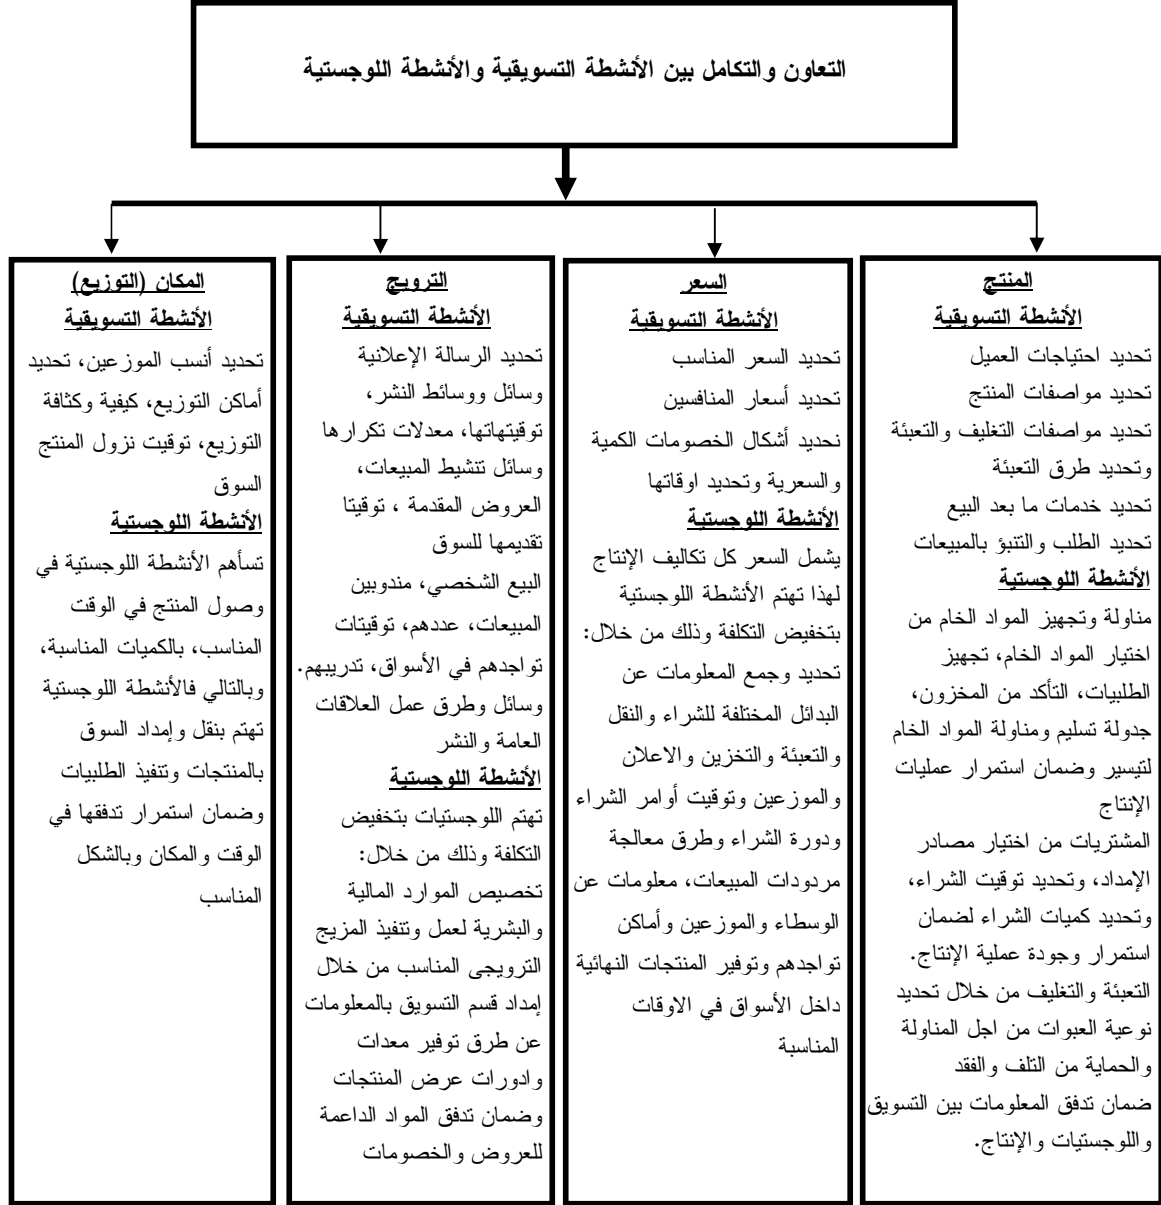 التعاون والتكامل بين الأنشطة التسويقية والأنشطة اللوجستية
المنتج
الأنشطة التسويقية
تحديد احتياجات العميل
تحديد مواصفات المنتج
تحديد مواصفات التغليف والتعبئة
وتحديد طرق التعبئة
تحديد خدمات ما بعد البيع
تحديد الطلب والتنبؤ بالمبيعات
الأنشطة اللوجستية
مناولة وتجهيز المواد الخام من
اختيار المواد الخام، تجهيز
الطلبيات، التأكد من المخزون،
جدولة تسليم ومناولة المواد الخام
لتيسير وضمان استمرار عمليات
الإنتاج
المشتريات من اختيار مصادر
الإمداد، وتحديد توقيت الشراء،
وتحديد كميات الشراء لضمان
استمرار وجودة عملية الإنتاج.
التعبئة والتغليف من خلال تحديد
نوعية العبوات من اجل المناولة
والحماية من التلف والفقد
ضمان تدفق المعلومات بين التسويق
واللوجستيات والإنتاج.
السعر
الأنشطة التسويقية
تحديد السعر المناسب
تحديد أسعار المنافسين
نحديد أشكال الخصومات الكمية
والسعرية وتحديد اوقاتها
الأنشطة اللوجستية
يشمل السعر كل تكاليف الإنتاج
لهذا تهتم الأنشطة اللوجستية
بتخفيض التكلفة وذلك من خلال:
تحديد وجمع المعلومات عن
البدائل المختلفة للشراء والنقل
والتعبئة والتخزين والاعلان
والموزعين وتوقيت أوامر الشراء
ودورة الشراء وطرق معالجة
مردودات المبيعات، معلومات عن
الوسطاء والموزعين وأماكن
تواجدهم وتوفير المنتجات النهائية
داخل الأسواق في الاوقات
المناسبة
الترويج
الأنشطة التسويقية
تحديد الرسالة الإعلانية
وسائل ووسائط النشر،
توقيتهاتها، معدلات تكرارها
وسائل تنشيط المبيعات،
العروض المقدمة ، توقيتا
تقديمها للسوق
البيع الشخصي، مندوبين
المبيعات، عددهم، توقيتات
تواجدهم في الأسواق، تدريبهم.
وسائل وطرق عمل العلاقات
العامة والنشر
الأنشطة اللوجستية
تهتم اللوجستيات بتخفيض
التكلفة وذلك من خلال:
تخصيص الموارد المالية
والبشرية لعمل وتنفيذ المزيج
الترويجى المناسب من خلال
إمداد قسم التسويق بالمعلومات
عن طرق توفير معدات
وادورات عرض المنتجات
وضمان تدفق المواد الداعمة
للعروض والخصومات
المكان (التوزيع)
الأنشطة التسويقية
تحديد أنسب الموزعين، تحديد
أماكن التوزيع، كيفية وكثافة
التوزيع، توقيت نزول المنتج
السوق
الأنشطة اللوجستية
تسأهم الأنشطة اللوجستية في
وصول المنتج في الوقت
المناسب، بالكميات المناسبة،
وبالتالي فالأنشطة اللوجستية
تهتم بنقل وإمداد السوق
بالمنتجات وتنفيذ الطلبيات
وضمان استمرار تدفقها في
الوقت والمكان وبالشكل
المناسب